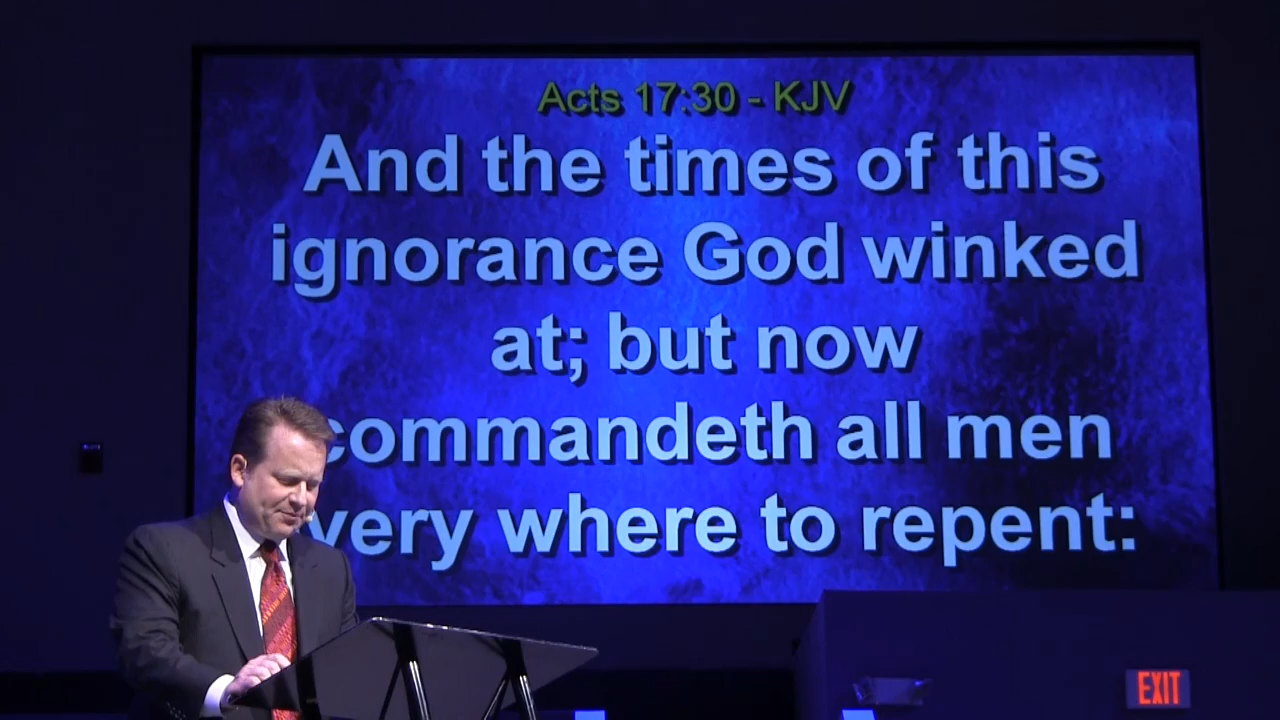 Acts 17:30 - KJV
And the times of this
ignorance God winked
at; but now
commandeth all men
very where to repent:
EXIT